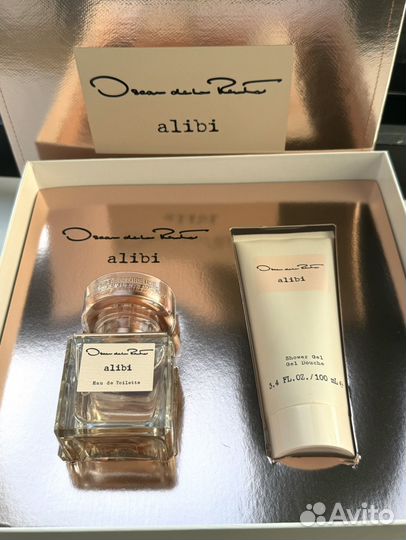 Oscar de la Renta
alibi
Oscar de la Renta
alibi
Oscar de la Renta
alibi
Eau de Toilette
Oscar de la Renta
alibi
Shower Gel
Gel Douche
3.4 FL.OZ./100 mL e
Avito